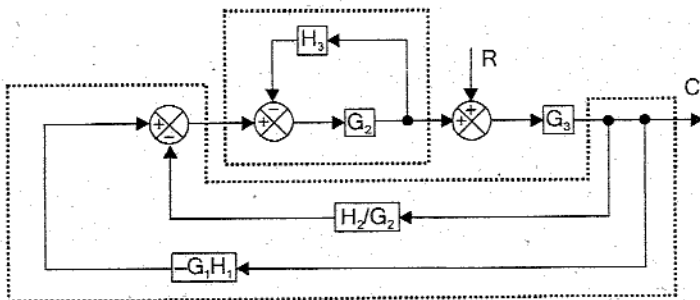 H₃
R
C
− + G₂
+ − + + G₃
H₂/G₂
−G₁H₁